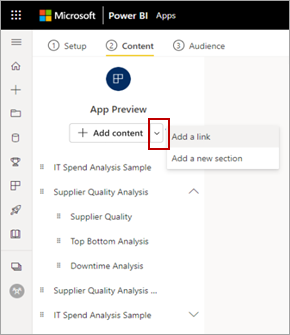 Microsoft Power BI Apps
1 Setup 2 Content 3 Audience
App Preview
Add content
Add a link
Add a new section
IT Spend Analysis Sample
Supplier Quality Analysis
Supplier Quality
Top Bottom Analysis
Downtime Analysis
Supplier Quality Analysis ...
IT Spend Analysis Sample